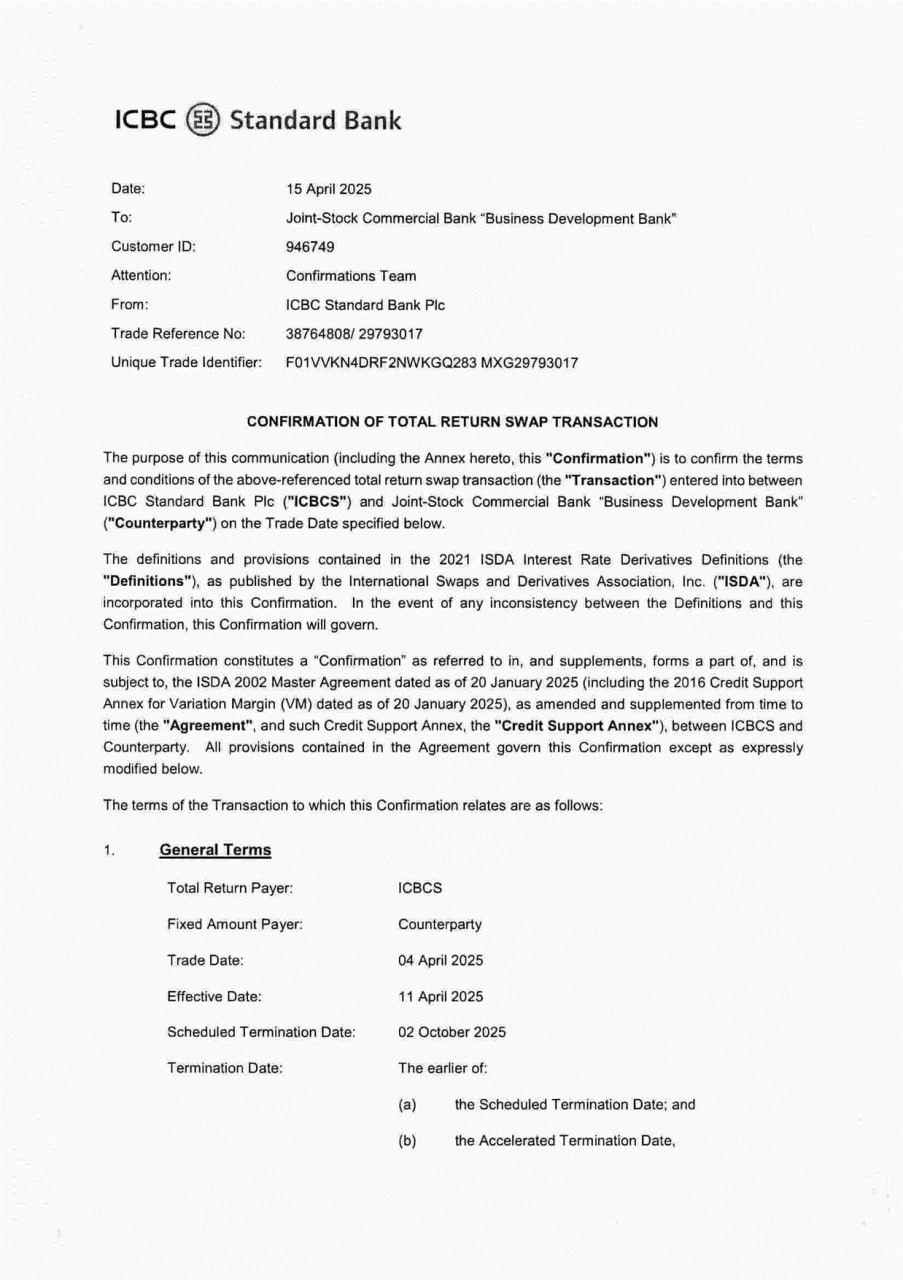 ICBC Standard Bank
Date: 15 April 2025
To: Joint-Stock Commercial Bank “Business Development Bank”
Customer ID: 946749
Attention: Confirmations Team
From: ICBC Standard Bank Plc
Trade Reference No: 38764808/ 29793017
Unique Trade Identifier: F01VVKN4DRF2NWKGQ283 MXG29793017
CONFIRMATION OF TOTAL RETURN SWAP TRANSACTION
The purpose of this communication (including the Annex hereto, this "Confirmation") is to confirm the terms
and conditions of the above-referenced total return swap transaction (the "Transaction") entered into between
ICBC Standard Bank Plc ("ICBCS") and Joint-Stock Commercial Bank “Business Development Bank”
("Counterparty") on the Trade Date specified below.
The definitions and provisions contained in the 2021 ISDA Interest Rate Derivatives Definitions (the
"Definitions"), as published by the International Swaps and Derivatives Association, Inc. ("ISDA"), are
incorporated into this Confirmation. In the event of any inconsistency between the Definitions and this
Confirmation, this Confirmation will govern.
This Confirmation constitutes a “Confirmation” as referred to in, and supplements, forms a part of, and is
subject to, the ISDA 2002 Master Agreement dated as of 20 January 2025 (including the 2016 Credit Support
Annex for Variation Margin (VM) dated as of 20 January 2025), as amended and supplemented from time to
time (the "Agreement", and such Credit Support Annex, the "Credit Support Annex"), between ICBCS and
Counterparty. All provisions contained in the Agreement govern this Confirmation except as expressly
modified below.
The terms of the Transaction to which this Confirmation relates are as follows:
1. General Terms
Total Return Payer: ICBCS
Fixed Amount Payer: Counterparty
Trade Date: 04 April 2025
Effective Date: 11 April 2025
Scheduled Termination Date: 02 October 2025
Termination Date: The earlier of:
(a) the Scheduled Termination Date; and
(b) the Accelerated Termination Date,